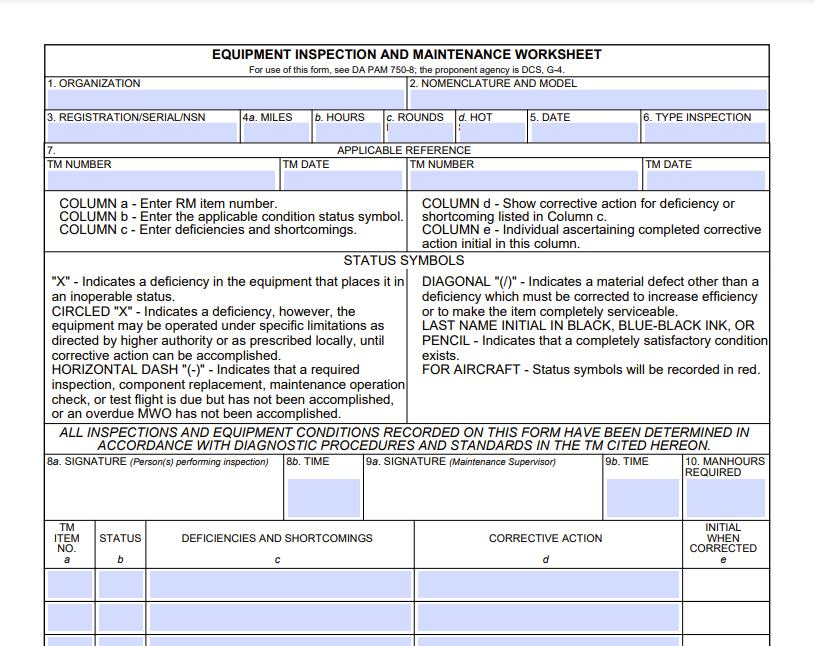 EQUIPMENT INSPECTION AND MAINTENANCE WORKSHEET
For use of this form, see DA PAM 750-8; the proponent agency is DCS, G-4.
1. ORGANIZATION
2. NOMENCLATURE AND MODEL
3. REGISTRATION/SERIAL/NSN
4a. MILES
b. HOURS
c. ROUNDS
d. HOT
5. DATE
6. TYPE INSPECTION
7.
APPLICABLE REFERENCE
TM NUMBER
TM DATE
TM NUMBER
TM DATE
COLUMN a - Enter RM item number.
COLUMN b - Enter the applicable condition status symbol.
COLUMN c - Enter deficiencies and shortcomings.
COLUMN d - Show corrective action for deficiency or
shortcoming listed in Column c.
COLUMN e - Individual ascertaining completed corrective
action initial in this column.
STATUS SYMBOLS
"X" - Indicates a deficiency in the equipment that places it in
an inoperable status.
CIRCLED "X" - Indicates a deficiency, however, the
equipment may be operated under specific limitations as
directed by higher authority or as prescribed locally, until
corrective action can be accomplished.
HORIZONTAL DASH "(-)" - Indicates that a required
inspection, component replacement, maintenance operation
check, or test flight is due but has not been accomplished,
or an overdue MWO has not been accomplished.
DIAGONAL "(/)" - Indicates a material defect other than a
deficiency which must be corrected to increase efficiency
or to make the item completely serviceable.
LAST NAME INITIAL IN BLACK, BLUE-BLACK INK, OR
PENCIL - Indicates that a completely satisfactory condition
exists.
FOR AIRCRAFT - Status symbols will be recorded in red.
ALL INSPECTIONS AND EQUIPMENT CONDITIONS RECORDED ON THIS FORM HAVE BEEN DETERMINED IN
ACCORDANCE WITH DIAGNOSTIC PROCEDURES AND STANDARDS IN THE TM CITED HEREON.
8a. SIGNATURE (Person(s) performing inspection)
8b. TIME
9a. SIGNATURE (Maintenance Supervisor)
9b. TIME
10. MANHOURS
REQUIRED
TM
ITEM
NO.
a
STATUS
b
DEFICIENCIES AND SHORTCOMINGS
c
CORRECTIVE ACTION
d
INITIAL
WHEN
CORRECTED
e